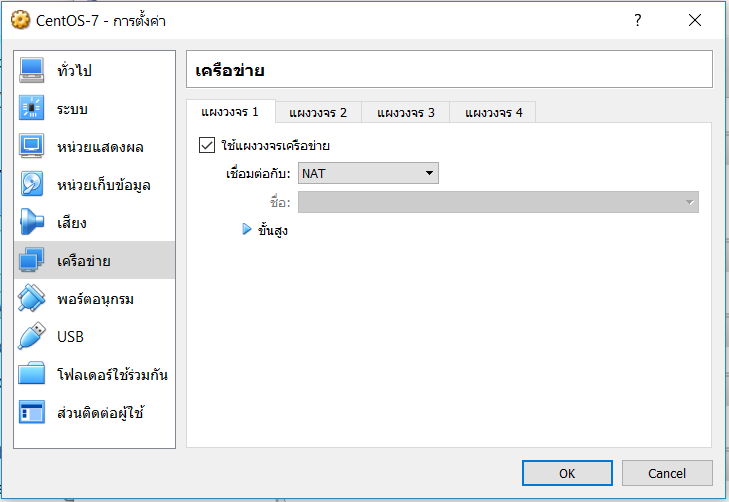 CentOS-7 - การตั้งค่า
ทั่วไป
ระบบ
หน่วยแสดงผล
หน่วยเก็บข้อมูล
เสียง
เครือข่าย
พอร์ตอนุกรม
USB
โฟลเดอร์ใช้ร่วมกัน
ส่วนติดต่อผู้ใช้
เครือข่าย
แผงวงจร 1 แผงวงจร 2 แผงวงจร 3 แผงวงจร 4
ใช้แผงวงจรเครือข่าย
เชื่อมต่อกับ: NAT
ชื่อ:
ขั้นสูง
OK Cancel